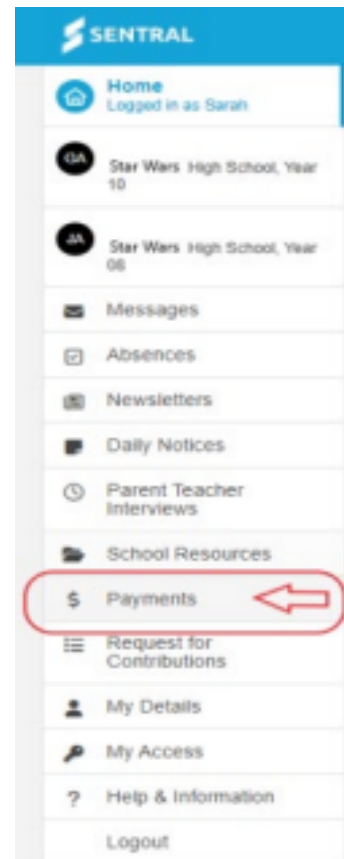 SENTRAL
Home
Logged in as Sarah
GA
Star Wars High School, Year
10
JA
Star Wars High School, Year
08
Messages
Absences
Newsletters
Daily Notices
Parent Teacher
Interviews
School Resources
$ Payments
Request for
Contributions
My Details
My Access
? Help & Information
Logout